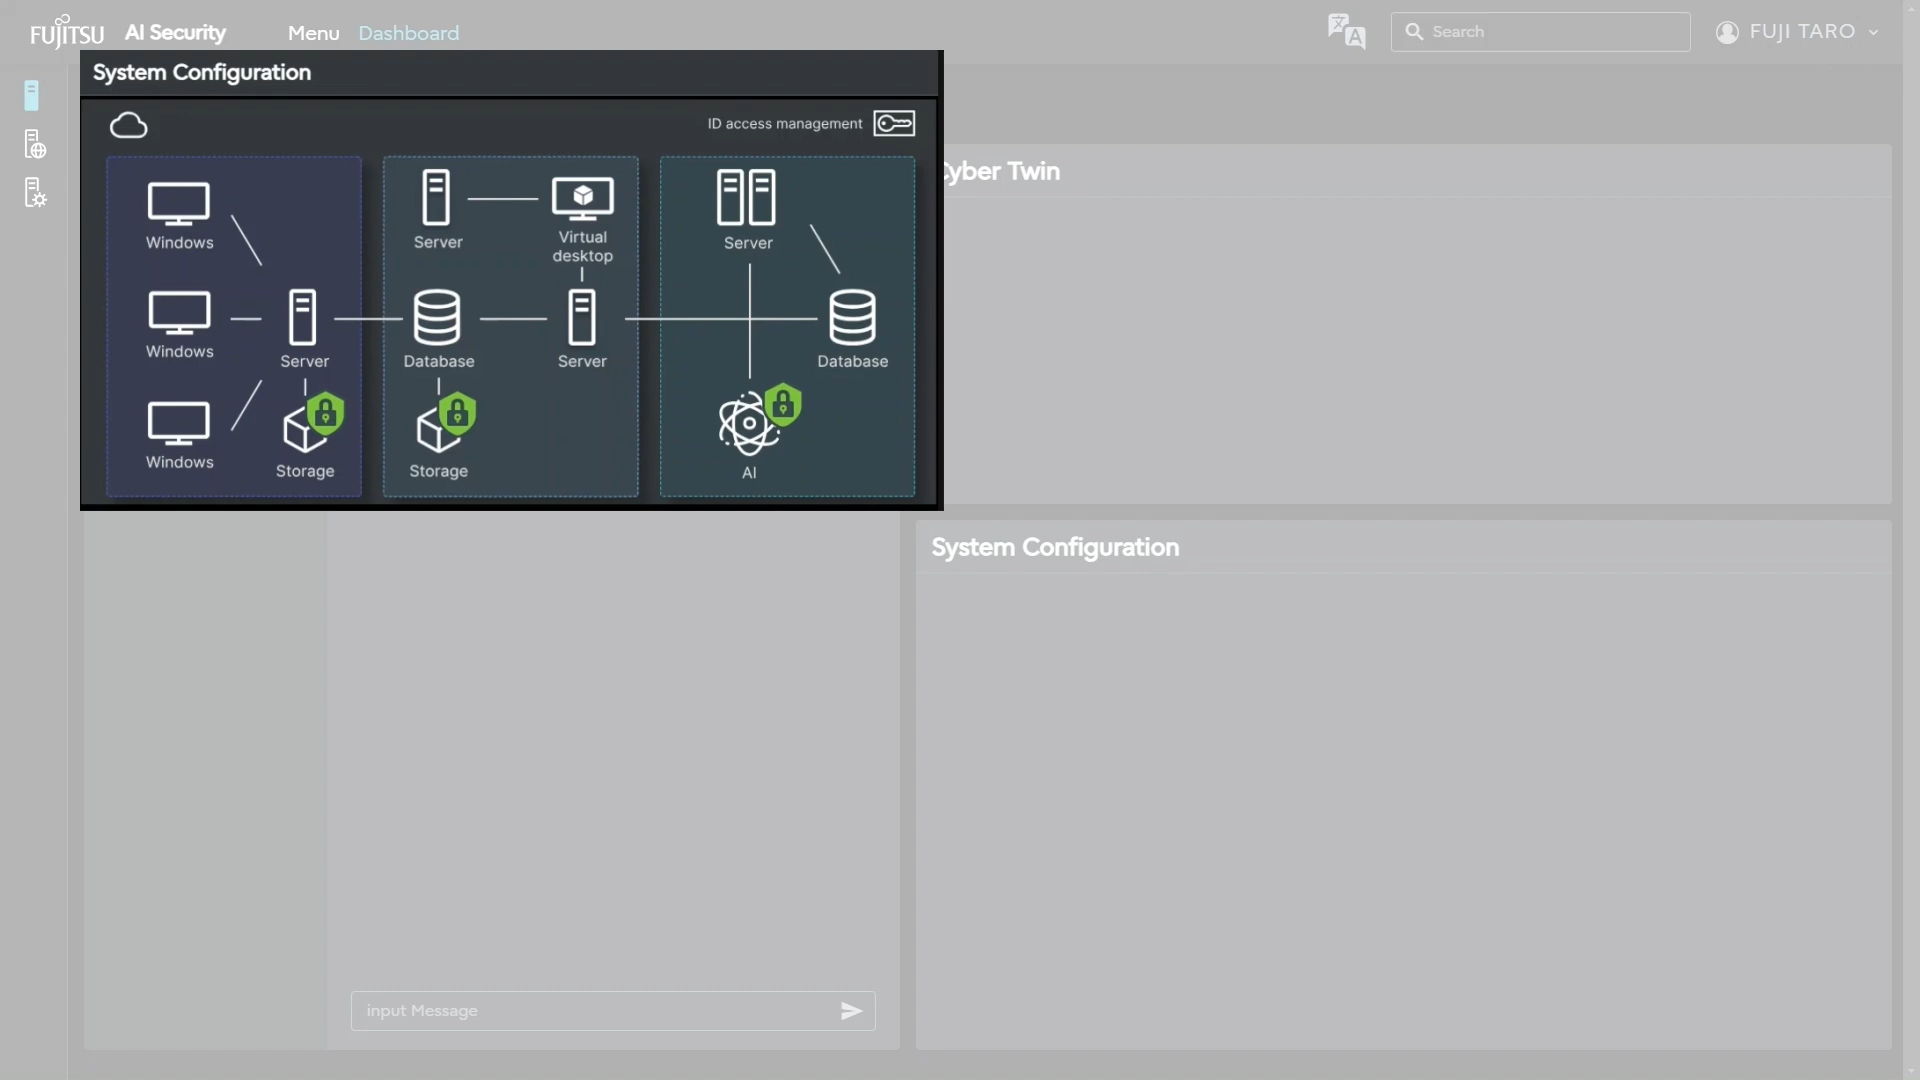 FUJITSU AI Security Menu Dashboard Search FUJI TARO
System Configuration
ID access management
Windows
Server
Virtual
desktop
Server
Windows
Server
Database
Server
Database
Windows
Storage
Storage
AI
Cyber Twin
System Configuration
input Message